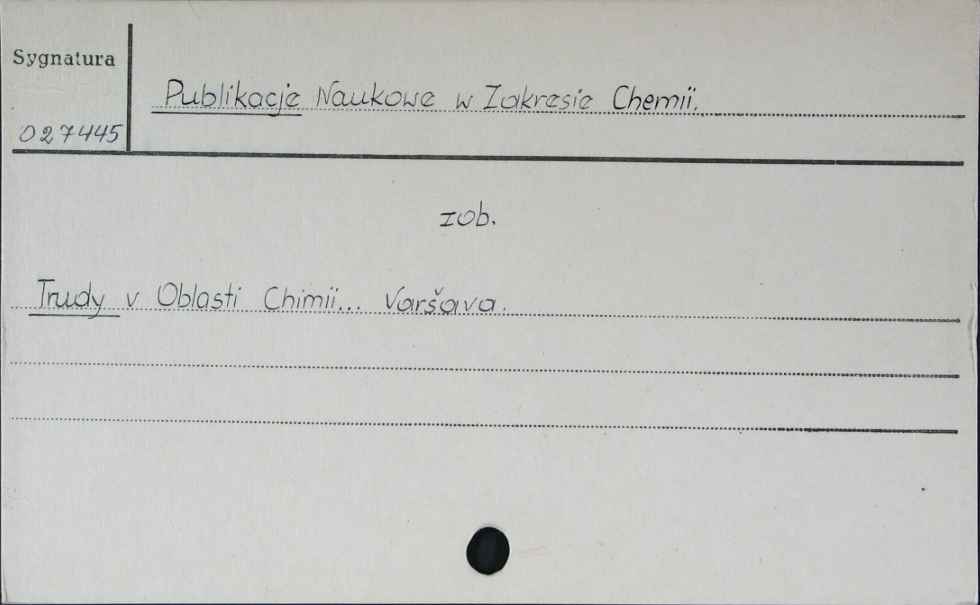 Sygnatura
Publikacje Naukowe w Zakresie Chemii.
027445
zob.
Trudy v Oblasti Chimii... Varšava.